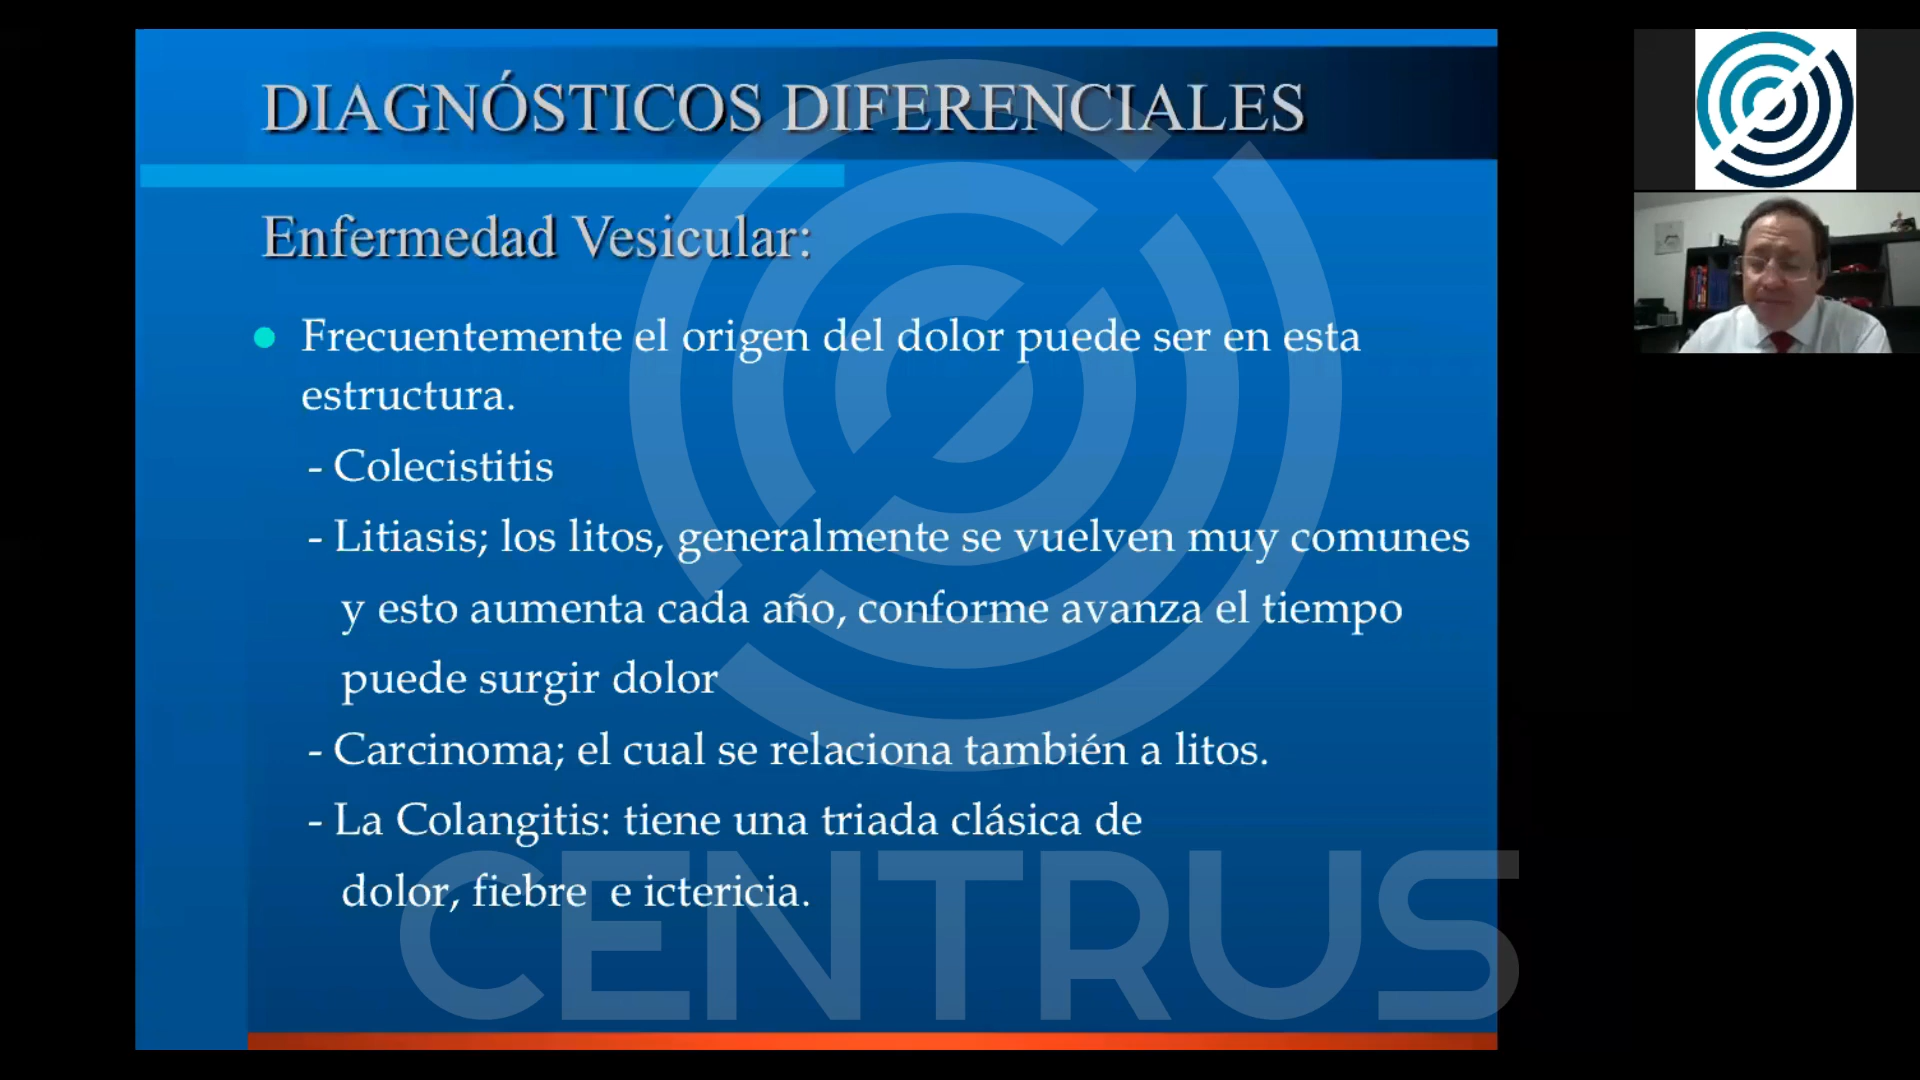 DIAGNÓSTICOS DIFERENCIALES
Enfermedad Vesicular:
● Frecuentemente el origen del dolor puede ser en esta
estructura.
- Colecistitis
- Litiasis; los litos, generalmente se vuelven muy comunes
y esto aumenta cada año, conforme avanza el tiempo
puede surgir dolor
- Carcinoma; el cual se relaciona también a litos.
- La Colangitis: tiene una triada clásica de
dolor, fiebre e ictericia.
CENTRUS